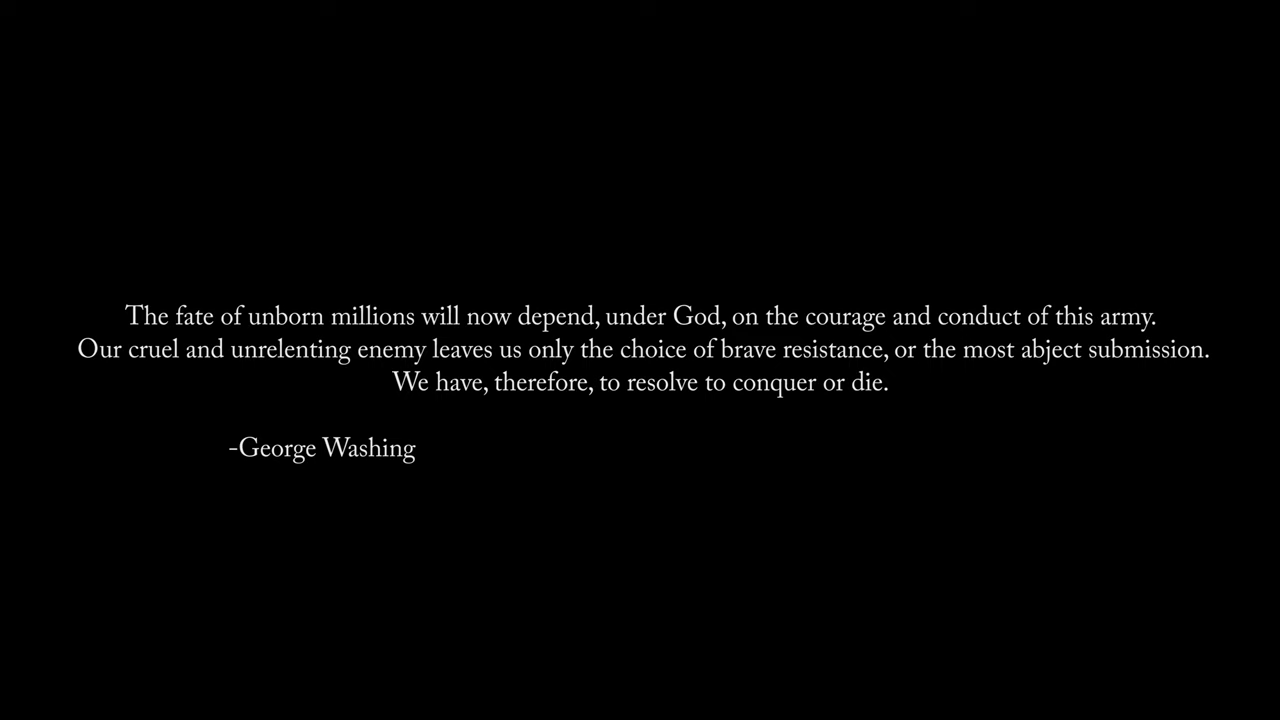 The fate of unborn millions will now depend, under God, on the courage and conduct of this army.
Our cruel and unrelenting enemy leaves us only the choice of brave resistance, or the most abject submission.
We have, therefore, to resolve to conquer or die.
-George Washing